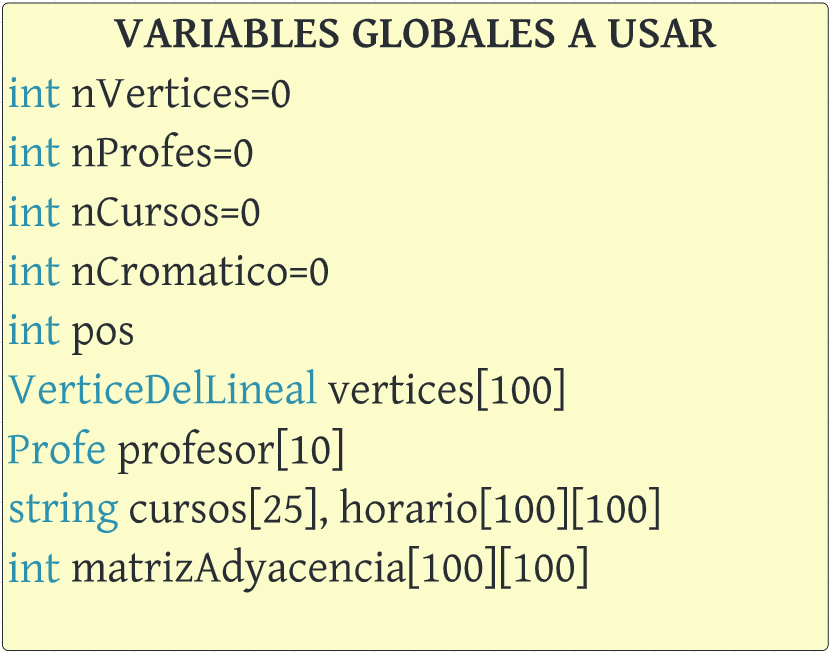 VARIABLES GLOBALES A USAR
int nVertices=0
int nProfes=0
int nCursos=0
int nCromatico=0
int pos
VerticeDelLineal vertices[100]
Profe profesor[10]
string cursos[25], horario[100][100]
int matrizAdyacencia[100][100]